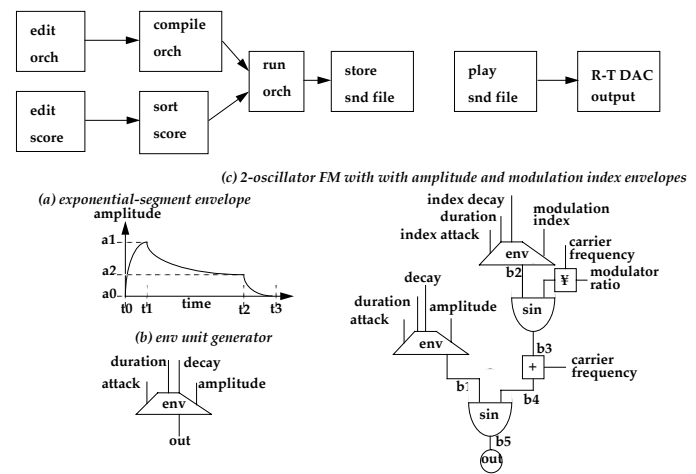 edit
orch
compile
orch
run
orch
store
snd file
play
snd file
R-T DAC
output
edit
score
sort
score
(c) 2-oscillator FM with with amplitude and modulation index envelopes
(a) exponential-segment envelope
amplitude
a1
a2
a0
t0
t1
time
t2
t3
(b) env unit generator
duration
decay
attack
amplitude
env
out
index decay
duration
index attack
modulation
index
env
b2
carrier
frequency
¥
modulator
ratio
sin
b3
decay
duration
attack
amplitude
env
b1
+
carrier
frequency
b4
sin
b5
out